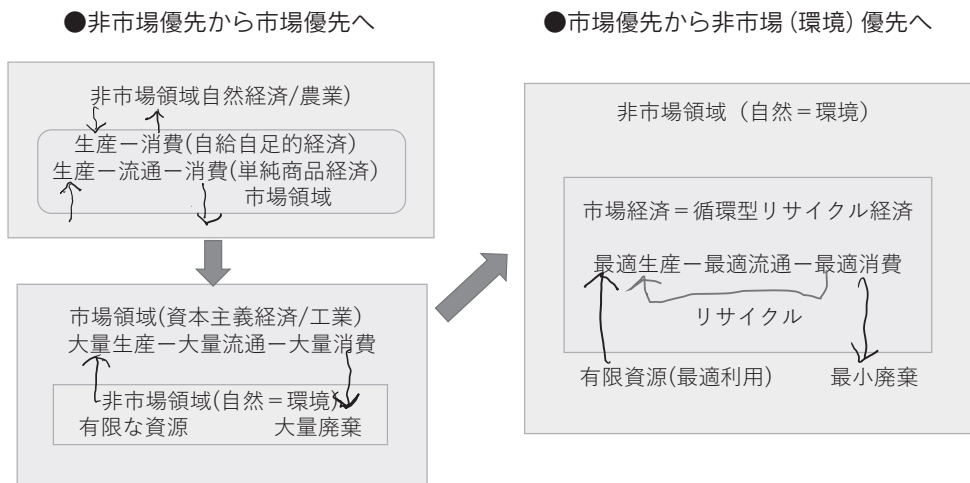 ●非市場優先から市場優先へ
非市場領域自然経済/農業)
生産ー消費(自給自足的経済)
生産ー流通ー消費(単純商品経済)
市場領域
市場領域(資本主義経済/工業)
大量生産ー大量流通ー大量消費
非市場領域(自然＝環境)
有限な資源 大量廃棄
●市場優先から非市場(環境)優先へ
非市場領域（自然＝環境）
市場経済＝循環型リサイクル経済
最適生産ー最適流通ー最適消費
リサイクル
有限資源(最適利用) 最小廃棄